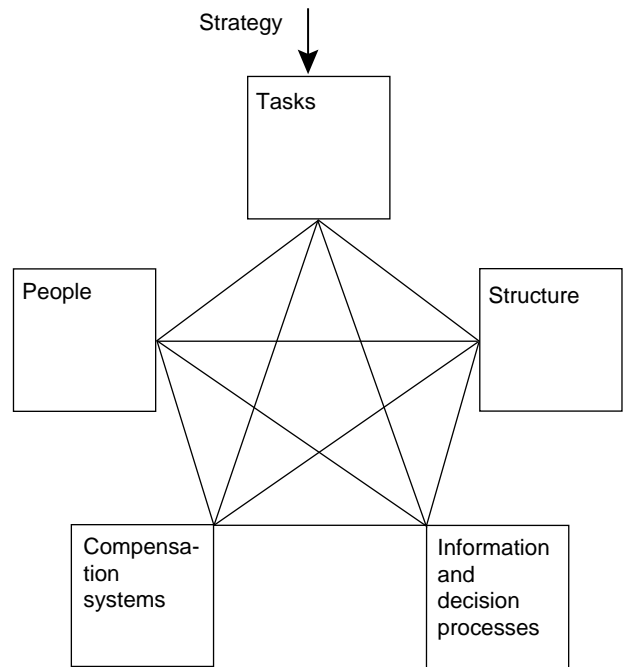 Strategy
Tasks
People
Structure
Compensa-
tion
systems
Information
and
decision
processes